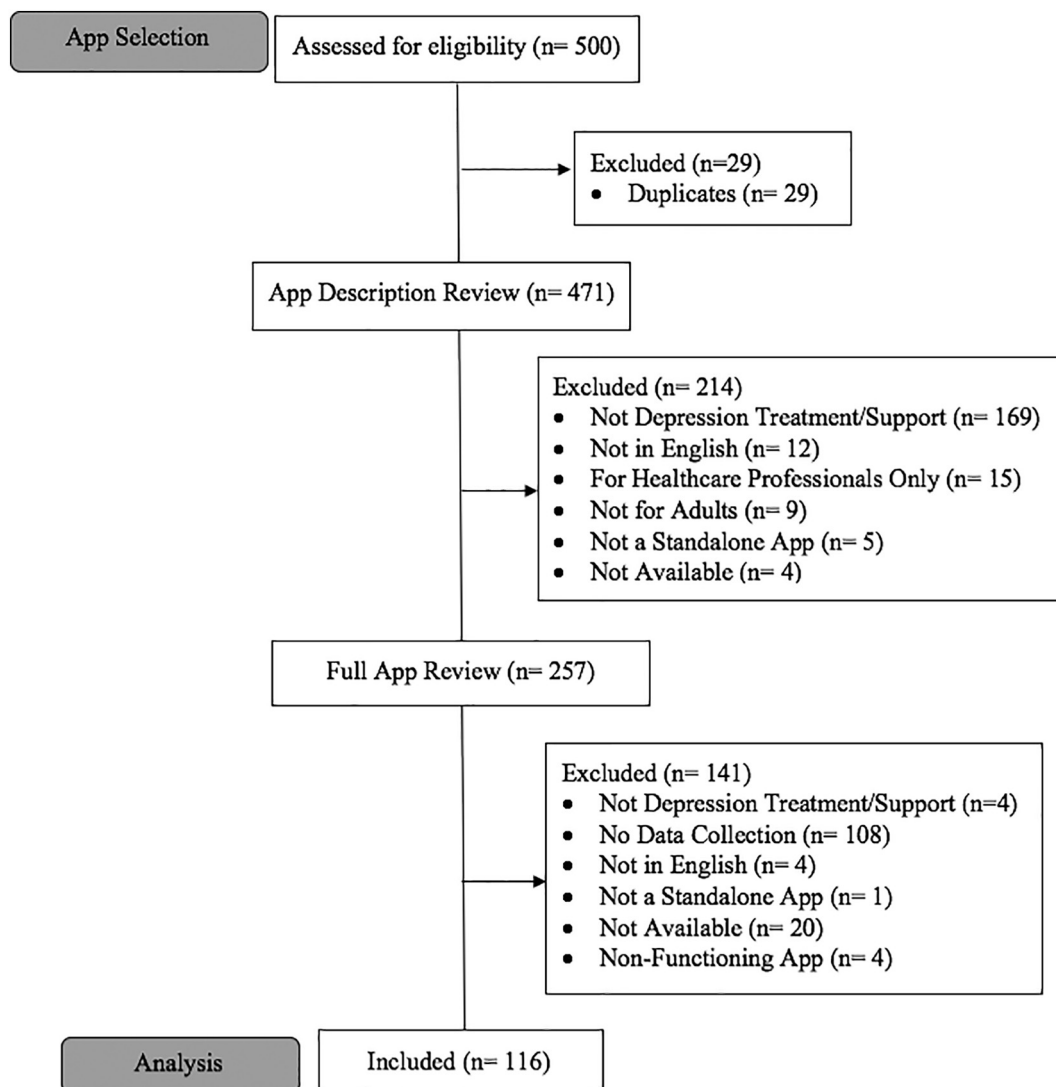 App Selection
Assessed for eligibility (n= 500)
Excluded (n=29)
• Duplicates (n= 29)
App Description Review (n= 471)
Excluded (n= 214)
• Not Depression Treatment/Support (n= 169)
• Not in English (n= 12)
• For Healthcare Professionals Only (n= 15)
• Not for Adults (n= 9)
• Not a Standalone App (n= 5)
• Not Available (n= 4)
Full App Review (n= 257)
Excluded (n= 141)
• Not Depression Treatment/Support (n=4)
• No Data Collection (n= 108)
• Not in English (n= 4)
• Not a Standalone App (n= 1)
• Not Available (n= 20)
• Non-Functioning App (n= 4)
Analysis
Included (n= 116)